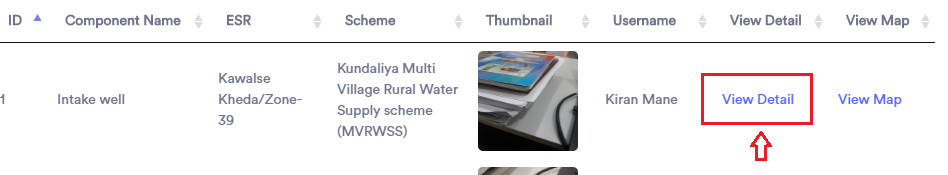 ID Component Name ESR Scheme Thumbnail Username View Detail View Map
1 Intake well Kawalse Kheda/Zone-39 Kundaliya Multi Village Rural Water Supply scheme (MVRWSS) Kiran Mane View Detail View Map